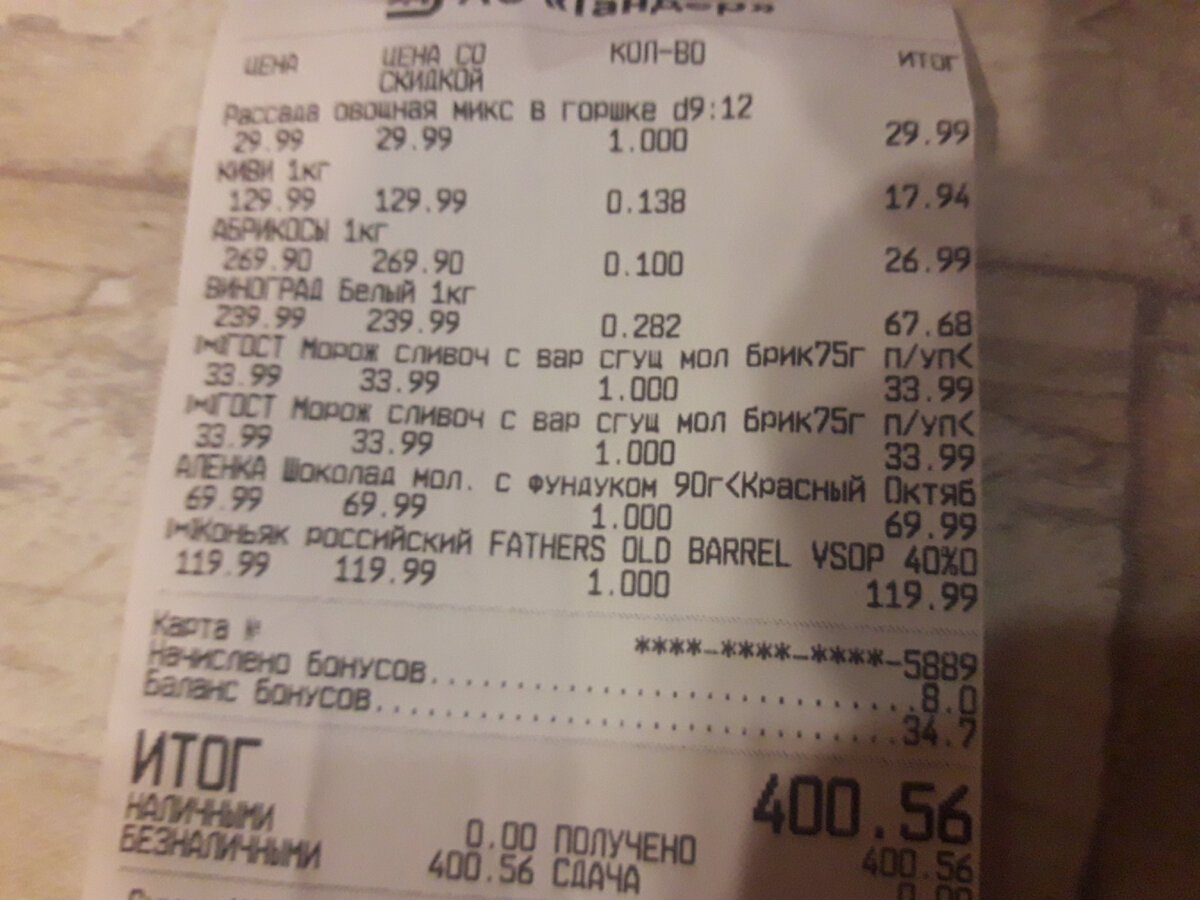 АО «Тандер»
ЦЕНА ЦЕНА СО СКИДКОЙ КОЛ-ВО ИТОГ
Рассада овощная микс в горшке d9:12
29.99 29.99 1.000 29.99
КИВИ 1кг
129.99 129.99 0.138 17.94
АБРИКОСЫ 1кг
269.90 269.90 0.100 26.99
ВИНОГРАД Белый 1кг
239.99 239.99 0.282 67.68
ГОСТ Морож сливоч с вар сгущ мол брик75г п/уп<
33.99 33.99 1.000 33.99
ГОСТ Морож сливоч с вар сгущ мол брик75г п/уп<
33.99 33.99 1.000 33.99
АЛЕНКА Шоколад мол. с фундуком 90г<Красный Октяб
69.99 69.99 1.000 69.99
Коньяк российский FATHERS OLD BARREL VSOP 40%0
119.99 119.99 1.000 119.99
Карта № ****-****-****-5889
Начислено бонусов 8.0
Баланс бонусов 34.7
ИТОГ 400.56
НАЛИЧНЫМИ 0.00 ПОЛУЧЕНО 400.56
БЕЗНАЛИЧНЫМИ 400.56 СДАЧА 0.00